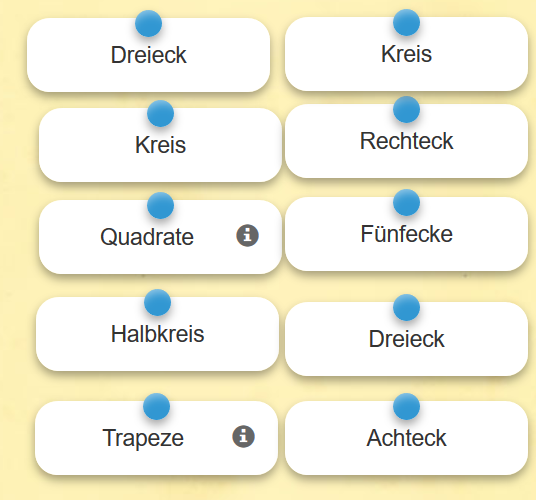 Dreieck
Kreis
Kreis
Rechteck
Quadrate
Fünfecke
Halbkreis
Dreieck
Trapeze
Achteck